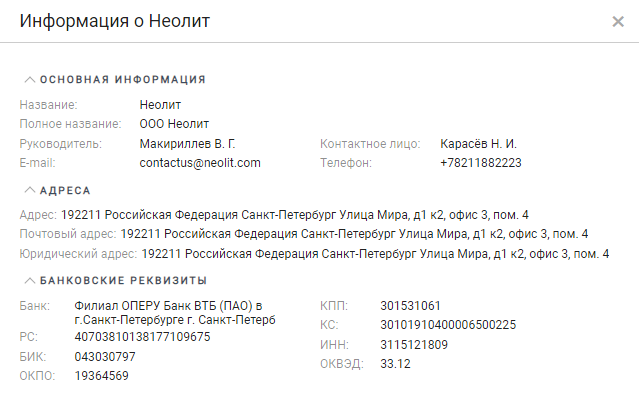 Информация о Неолит
ОСНОВНАЯ ИНФОРМАЦИЯ
Название: Неолит
Полное название: ООО Неолит
Руководитель: Макириллев В. Г. Контактное лицо: Карасёв Н. И.
E-mail: contactus@neolit.com Телефон: +78211882223
АДРЕСА
Адрес: 192211 Российская Федерация Санкт-Петербург Улица Мира, д1 к2, офис 3, пом. 4
Почтовый адрес: 192211 Российская Федерация Санкт-Петербург Улица Мира, д1 к2, офис 3, пом. 4
Юридический адрес: 192211 Российская Федерация Санкт-Петербург Улица Мира, д1 к2, офис 3, пом. 4
БАНКОВСКИЕ РЕКВИЗИТЫ
Банк: Филиал ОПЕРУ Банк ВТБ (ПАО) в
г.Санкт-Петербурге г. Санкт-Петерб
РС: 40703810138177109675
БИК: 043030797
ОКПО: 19364569
КПП: 301531061
КС: 30101910400006500225
ИНН: 3115121809
ОКВЭД: 33.12